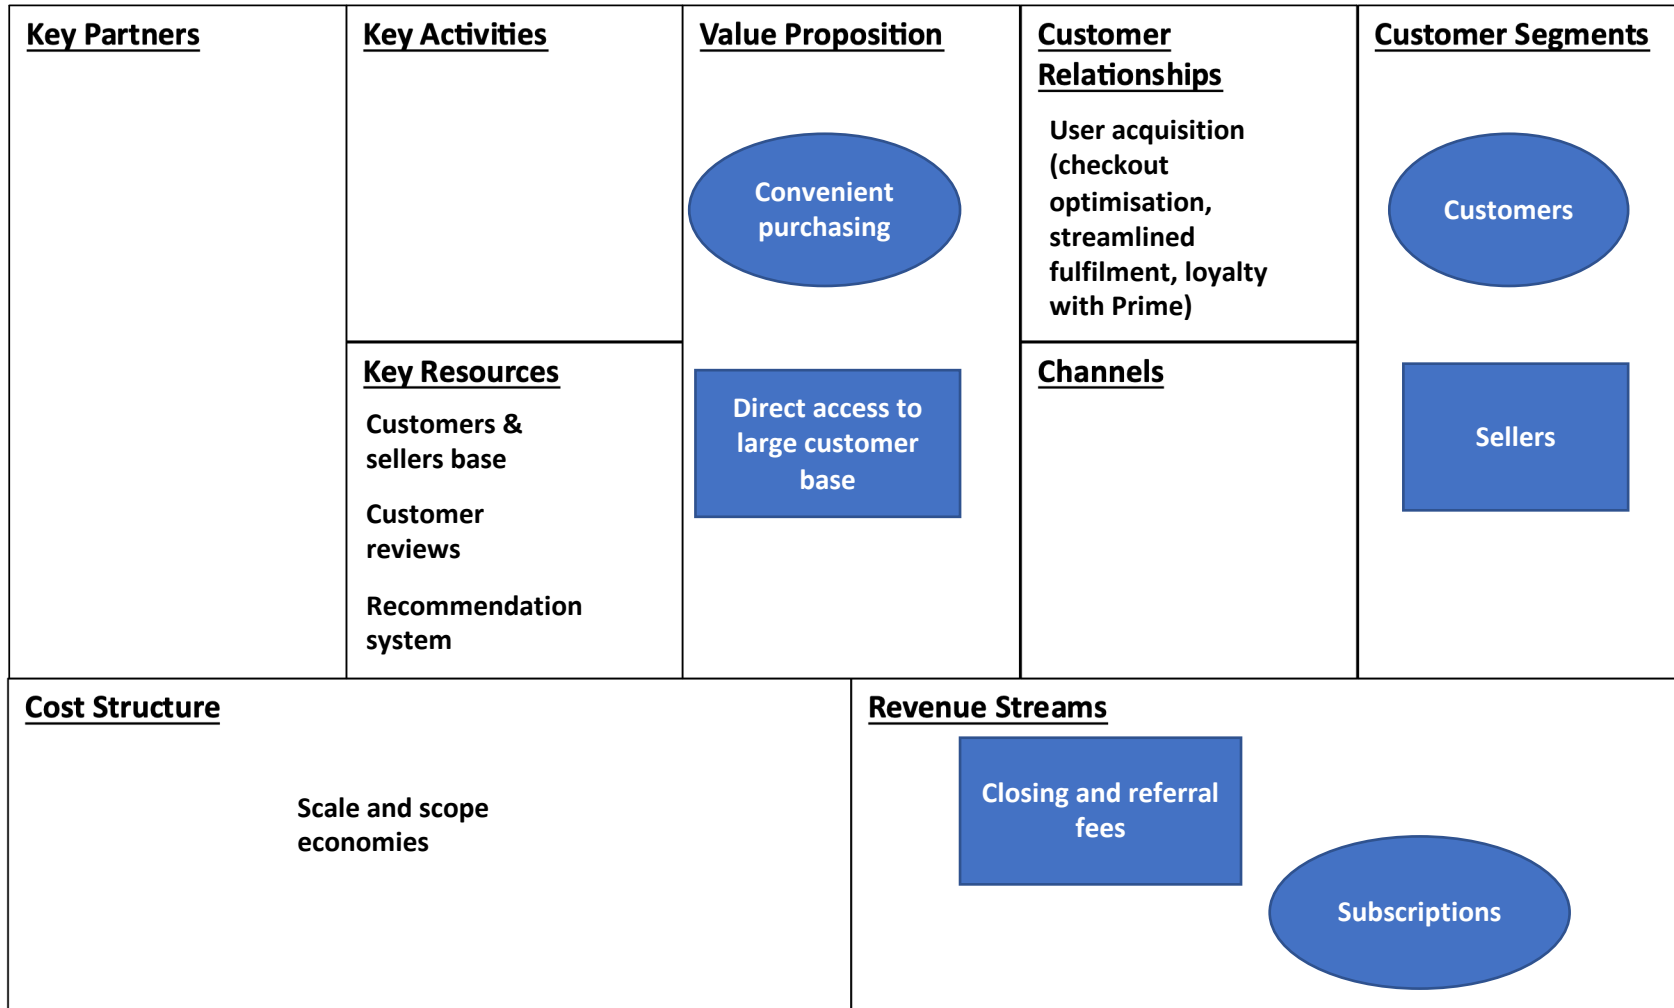 Key Partners
Key Activities
Value Proposition
Customer
Relationships
Customer Segments
Convenient
purchasing
User acquisition
(checkout
optimisation,
streamlined
fulfilment, loyalty
with Prime)
Customers
Key Resources
Customers &
sellers base
Customer
reviews
Recommendation
system
Direct access to
large customer
base
Channels
Sellers
Cost Structure
Scale and scope
economies
Revenue Streams
Closing and referral
fees
Subscriptions